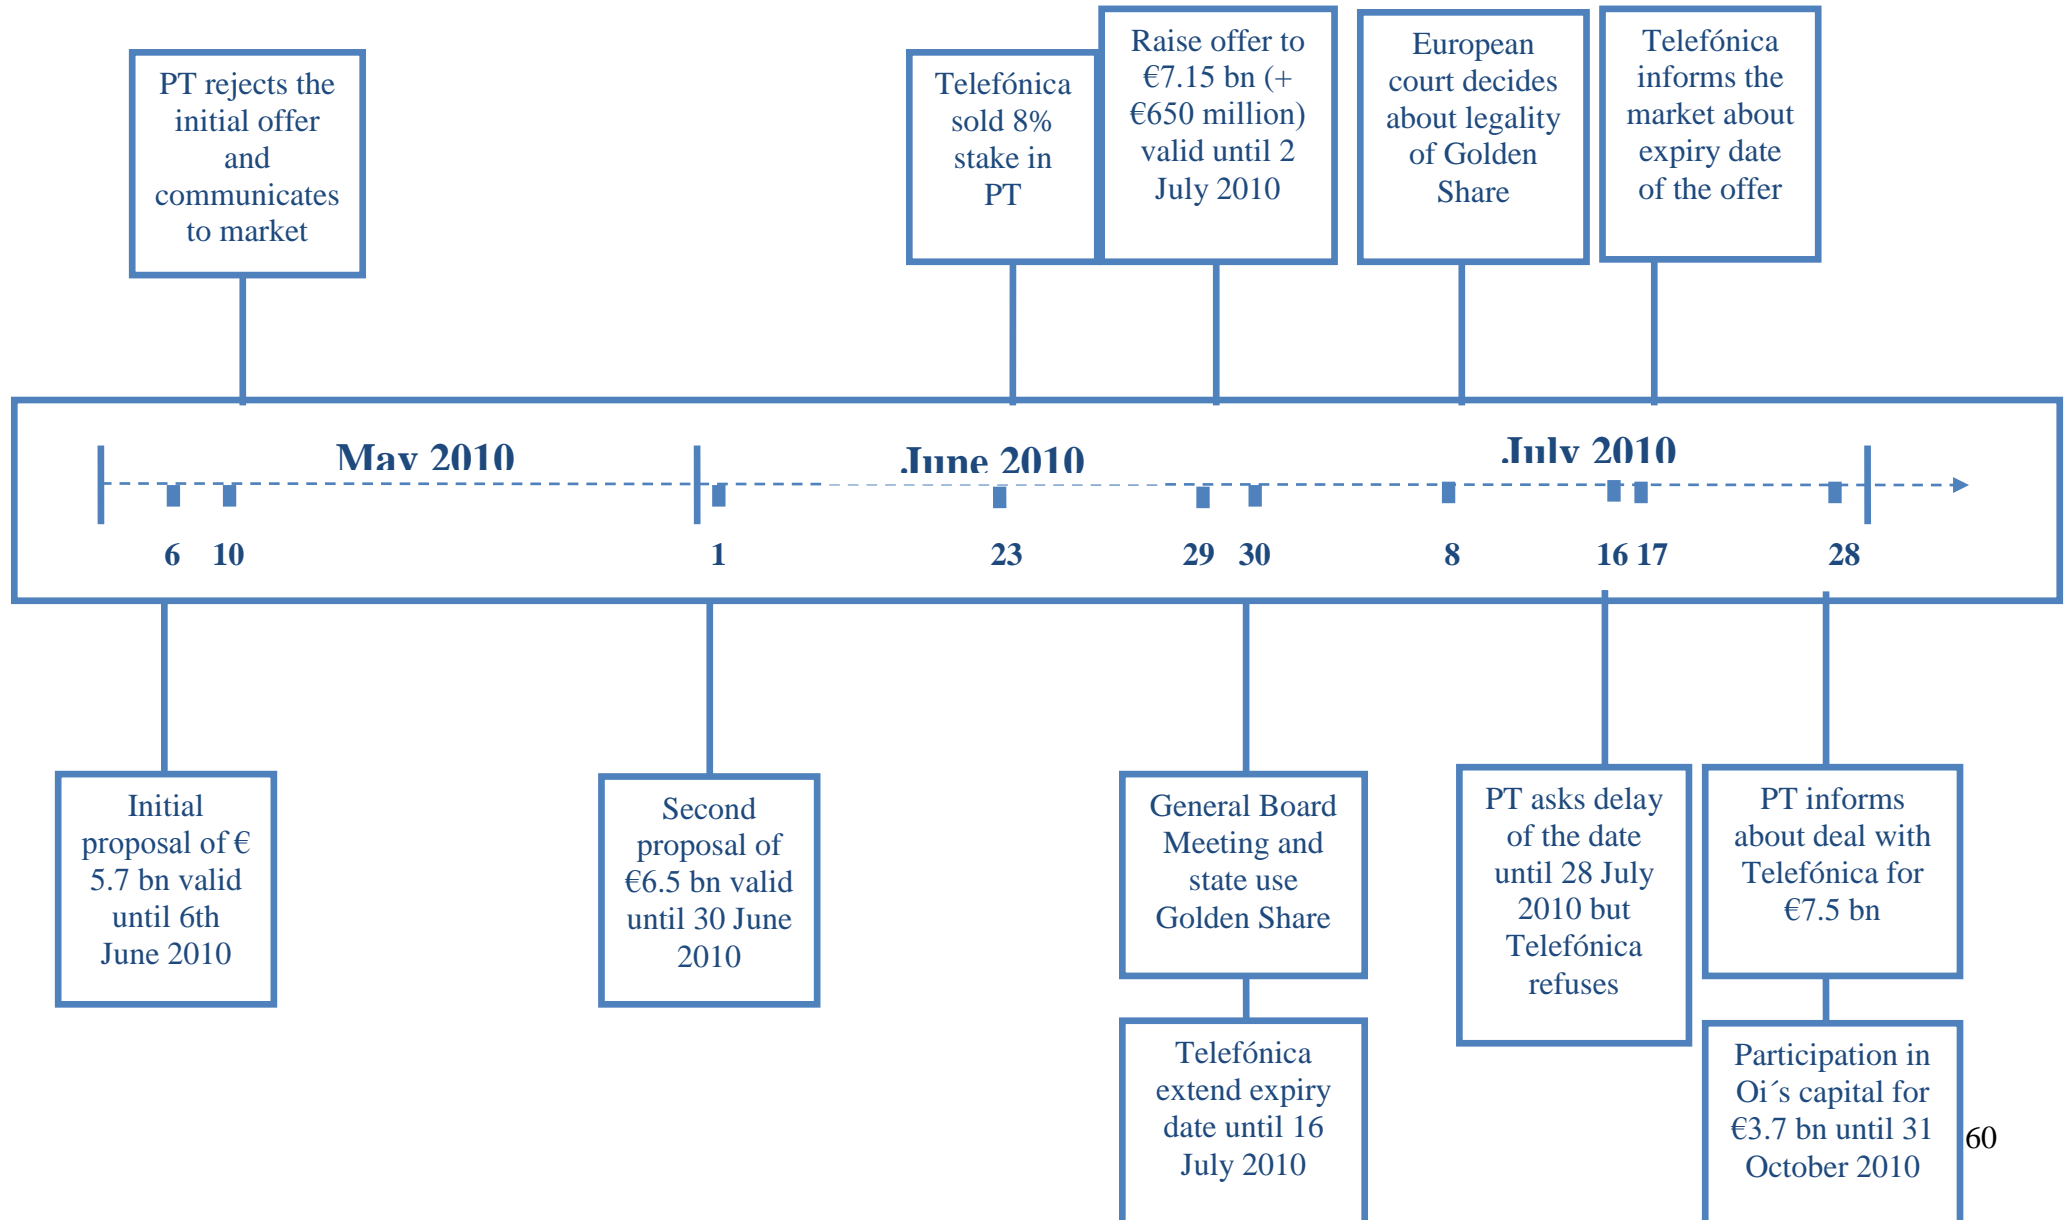 PT rejects the
initial offer
and
communicates
to market
Telefónica
sold 8%
stake in
PT
Raise offer to
€7.15 bn (+
€650 million)
valid until 2
July 2010
European
court decides
about legality
of Golden
Share
Telefónica
informs the
market about
expiry date
of the offer
May 2010
June 2010
July 2010
6 10 1 23 29 30 8 16 17 28
Initial
proposal of €
5.7 bn valid
until 6th
June 2010
Second
proposal of
€6.5 bn valid
until 30 June
2010
General Board
Meeting and
state use
Golden Share
Telefónica
extend expiry
date until 16
July 2010
PT asks delay
of the date
until 28 July
2010 but
Telefónica
refuses
PT informs
about deal with
Telefónica for
€7.5 bn
Participation in
Oi´s capital for
€3.7 bn until 31
October 2010
60